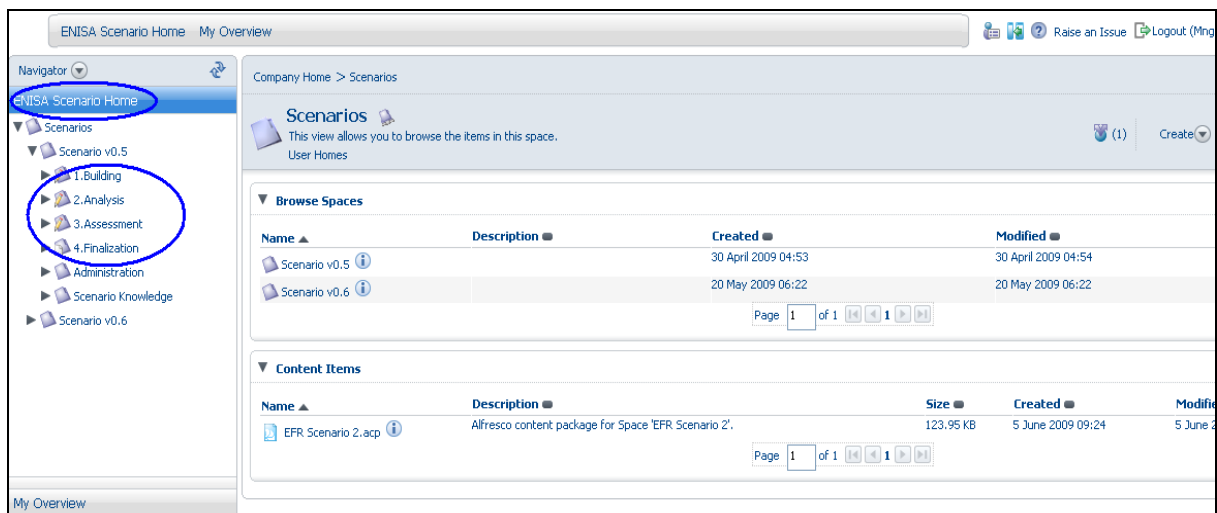 ENISA Scenario Home My Overview
Raise an Issue Logout (Mng
Navigator
ENISA Scenario Home
Scenarios
Scenario v0.5
1.Building
2.Analysis
3.Assessment
4.Finalization
Administration
Scenario Knowledge
Scenario v0.6
My Overview
Company Home > Scenarios
Scenarios
This view allows you to browse the items in this space.
User Homes
(1) Create
Browse Spaces
Name Description Created Modified
Scenario v0.5 30 April 2009 04:53 30 April 2009 04:54
Scenario v0.6 20 May 2009 06:22 20 May 2009 06:22
Page 1 of 1 1
Content Items
Name Description Size Created Modifie
EFR Scenario 2.acp Alfresco content package for Space 'EFR Scenario 2'. 123.95 KB 5 June 2009 09:24 5 June 2
Page 1 of 1 1